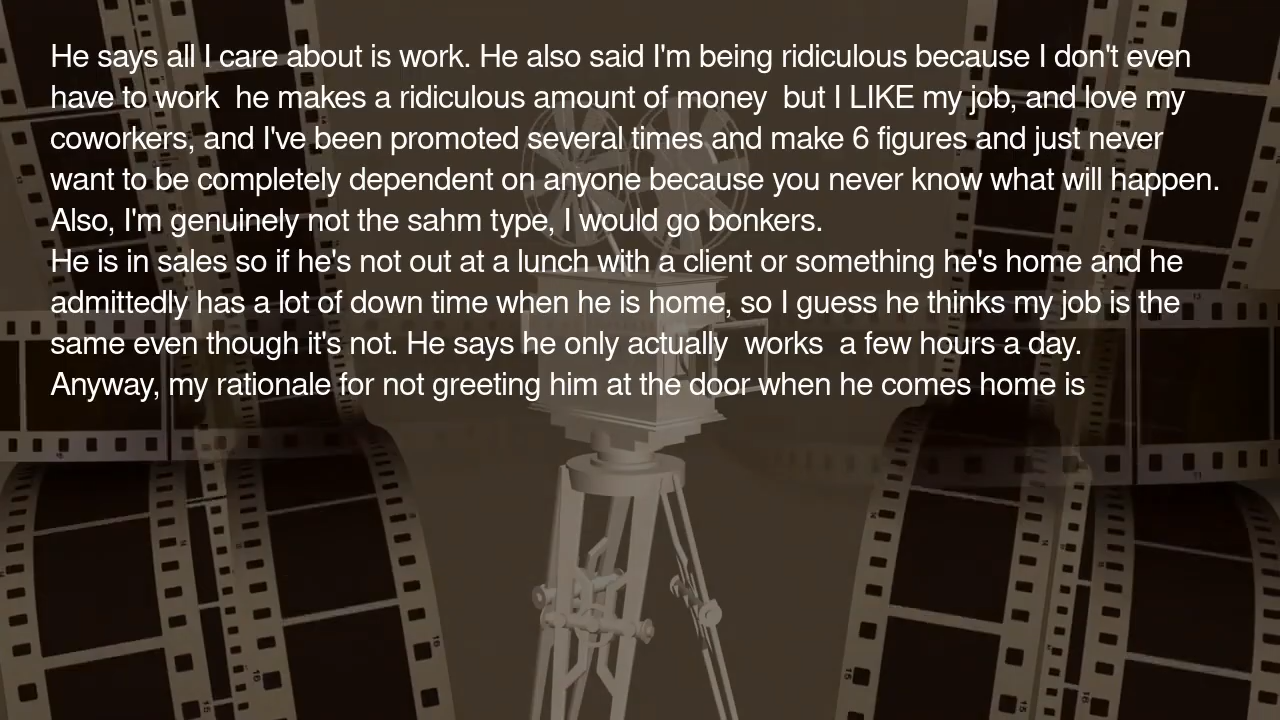 He says all I care about is work. He also said I'm being ridiculous because I don't even
have to work  he makes a ridiculous amount of money  but I LIKE my job, and love my
coworkers, and I've been promoted several times and make 6 figures and just never
want to be completely dependent on anyone because you never know what will happen.
Also, I'm genuinely not the sahm type, I would go bonkers.
He is in sales so if he's not out at a lunch with a client or something he's home and he
admittedly has a lot of down time when he is home, so I guess he thinks my job is the
same even though it's not. He says he only actually  works  a few hours a day.
Anyway, my rationale for not greeting him at the door when he comes home is